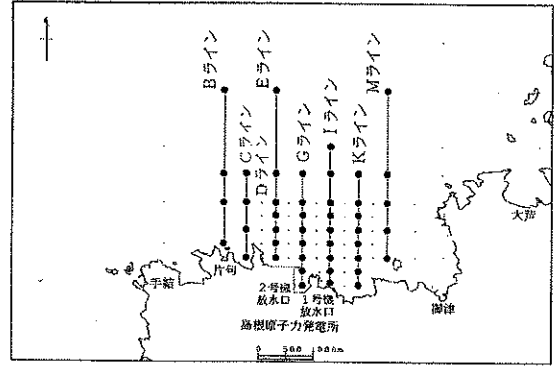 Bライン
Cライン
Dライン
Eライン
Gライン
Iライン
Kライン
Mライン
手結
片句
大芦
御津
2号機
放水口
1号機
放水口
島根原子力発電所
0 500 1000m